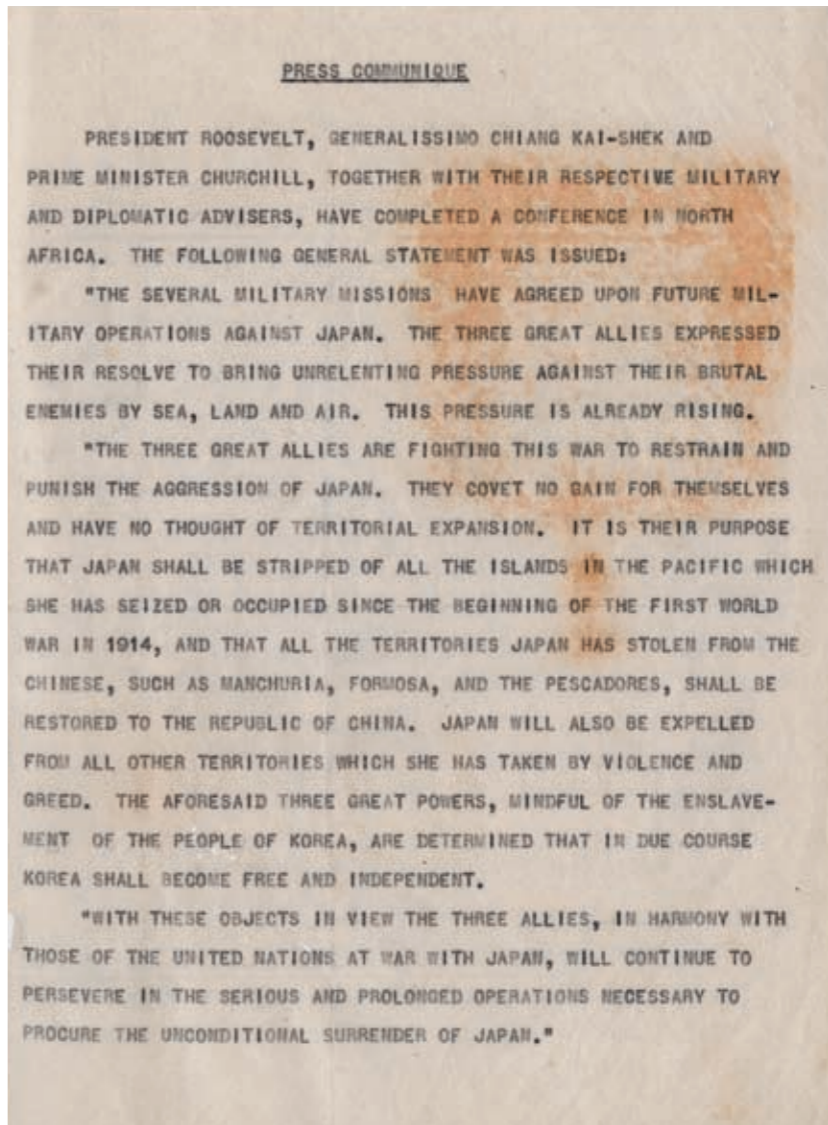 PRESS COMMUNIQUE
PRESIDENT ROOSEVELT, GENERALISSIMO CHIANG KAI-SHEK AND
PRIME MINISTER CHURCHILL, TOGETHER WITH THEIR RESPECTIVE MILITARY
AND DIPLOMATIC ADVISERS, HAVE COMPLETED A CONFERENCE IN NORTH
AFRICA. THE FOLLOWING GENERAL STATEMENT WAS ISSUED:
"THE SEVERAL MILITARY MISSIONS HAVE AGREED UPON FUTURE MIL-
ITARY OPERATIONS AGAINST JAPAN. THE THREE GREAT ALLIES EXPRESSED
THEIR RESOLVE TO BRING UNRELENTING PRESSURE AGAINST THEIR BRUTAL
ENEMIES BY SEA, LAND AND AIR. THIS PRESSURE IS ALREADY RISING.
"THE THREE GREAT ALLIES ARE FIGHTING THIS WAR TO RESTRAIN AND
PUNISH THE AGGRESSION OF JAPAN. THEY COVET NO GAIN FOR THEMSELVES
AND HAVE NO THOUGHT OF TERRITORIAL EXPANSION. IT IS THEIR PURPOSE
THAT JAPAN SHALL BE STRIPPED OF ALL THE ISLANDS IN THE PACIFIC WHICH
SHE HAS SEIZED OR OCCUPIED SINCE THE BEGINNING OF THE FIRST WORLD
WAR IN 1914, AND THAT ALL THE TERRITORIES JAPAN HAS STOLEN FROM THE
CHINESE, SUCH AS MANCHURIA, FORMOSA, AND THE PESCADORES, SHALL BE
RESTORED TO THE REPUBLIC OF CHINA. JAPAN WILL ALSO BE EXPELLED
FROM ALL OTHER TERRITORIES WHICH SHE HAS TAKEN BY VIOLENCE AND
GREED. THE AFORESAID THREE GREAT POWERS, MINDFUL OF THE ENSLAVE-
MENT OF THE PEOPLE OF KOREA, ARE DETERMINED THAT IN DUE COURSE
KOREA SHALL BECOME FREE AND INDEPENDENT.
"WITH THESE OBJECTS IN VIEW THE THREE ALLIES, IN HARMONY WITH
THOSE OF THE UNITED NATIONS AT WAR WITH JAPAN, WILL CONTINUE TO
PERSEVERE IN THE SERIOUS AND PROLONGED OPERATIONS NECESSARY TO
PROCURE THE UNCONDITIONAL SURRENDER OF JAPAN."